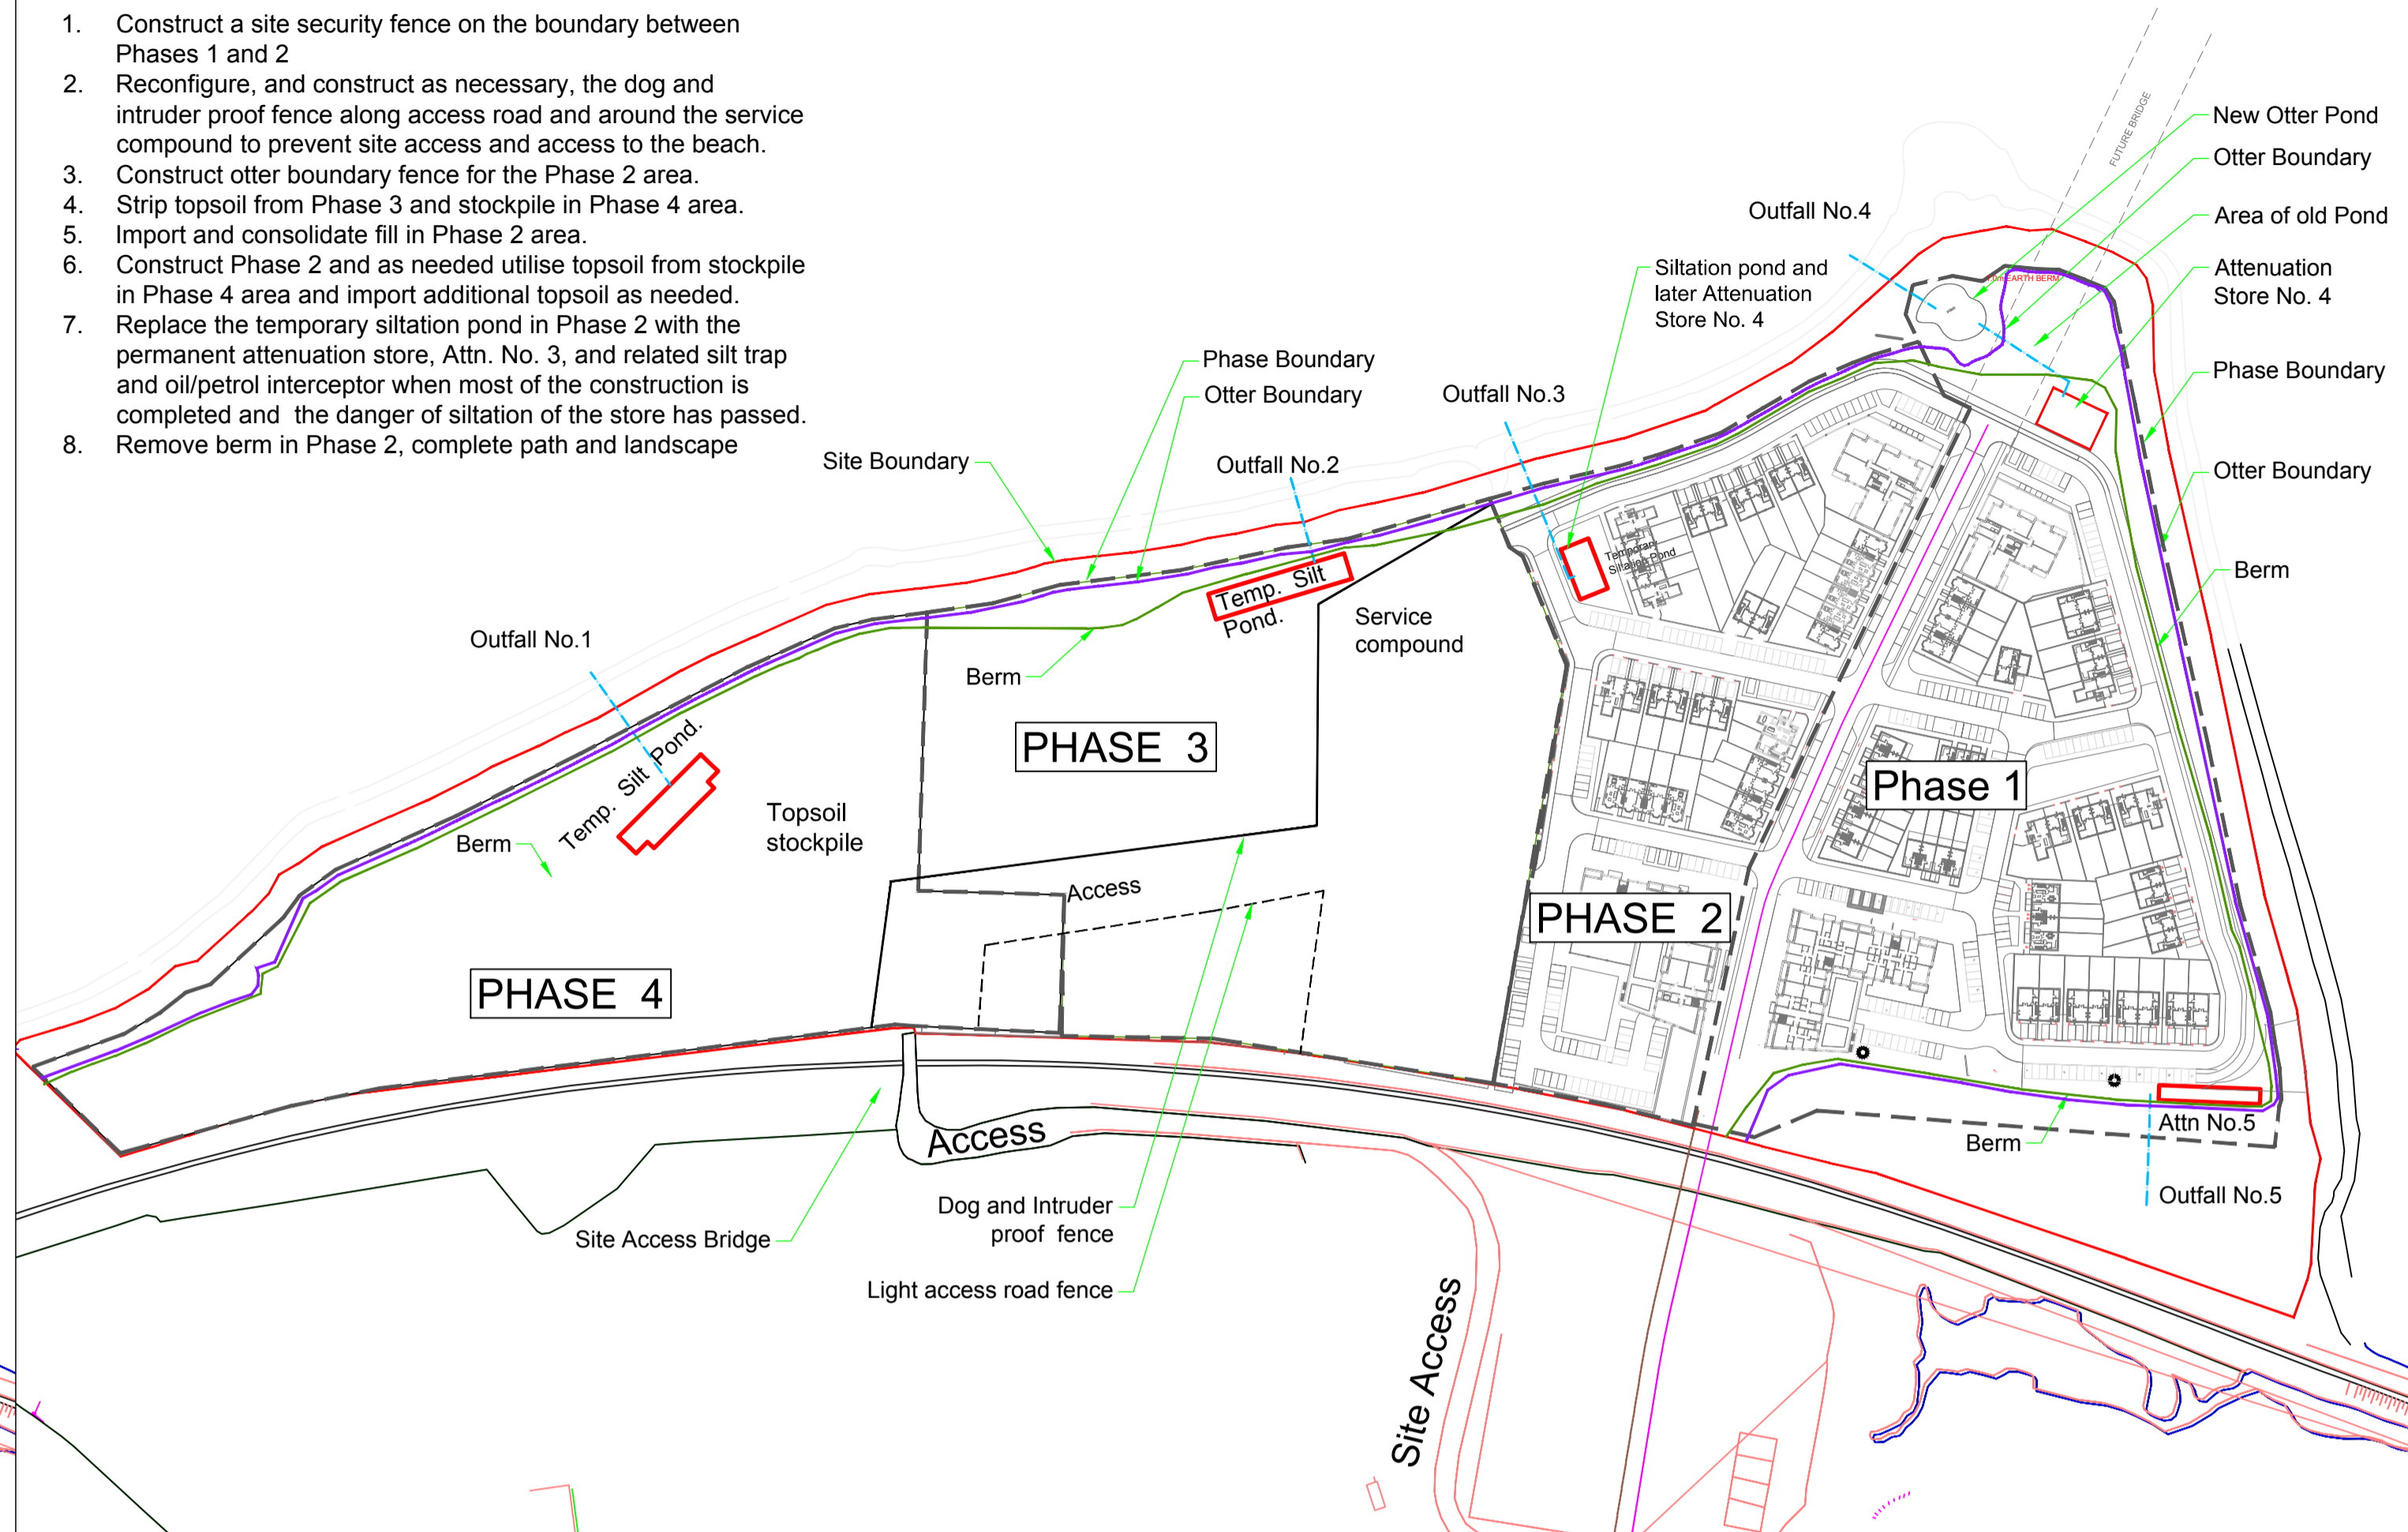 1. Construct a site security fence on the boundary between
Phases 1 and 2
2. Reconfigure, and construct as necessary, the dog and
intruder proof fence along access road and around the service
compound to prevent site access and access to the beach.
3. Construct otter boundary fence for the Phase 2 area.
4. Strip topsoil from Phase 3 and stockpile in Phase 4 area.
5. Import and consolidate fill in Phase 2 area.
6. Construct Phase 2 and as needed utilise topsoil from stockpile
in Phase 4 area and import additional topsoil as needed.
7. Replace the temporary siltation pond in Phase 2 with the
permanent attenuation store, Attn. No. 3, and related silt trap
and oil/petrol interceptor when most of the construction is
completed and the danger of siltation of the store has passed.
8. Remove berm in Phase 2, complete path and landscape
FUTURE BRIDGE
New Otter Pond
Otter Boundary
Area of old Pond
Attenuation
Store No. 4
Phase Boundary
Otter Boundary
Berm
Outfall No.4
EARTH BERM
Siltation pond and
later Attenuation
Store No. 4
Phase Boundary
Otter Boundary
Outfall No.3
Outfall No.2
Site Boundary
Temporary
Siltation Pond
Temp. Silt
Pond.
Service
compound
Outfall No.1
Berm
PHASE 3
Temp. Silt Pond.
Topsoil
stockpile
Berm
Phase 1
Access
PHASE 2
PHASE 4
Attn No.5
Berm
Outfall No.5
Access
Dog and Intruder
proof fence
Site Access Bridge
Light access road fence
Site Access